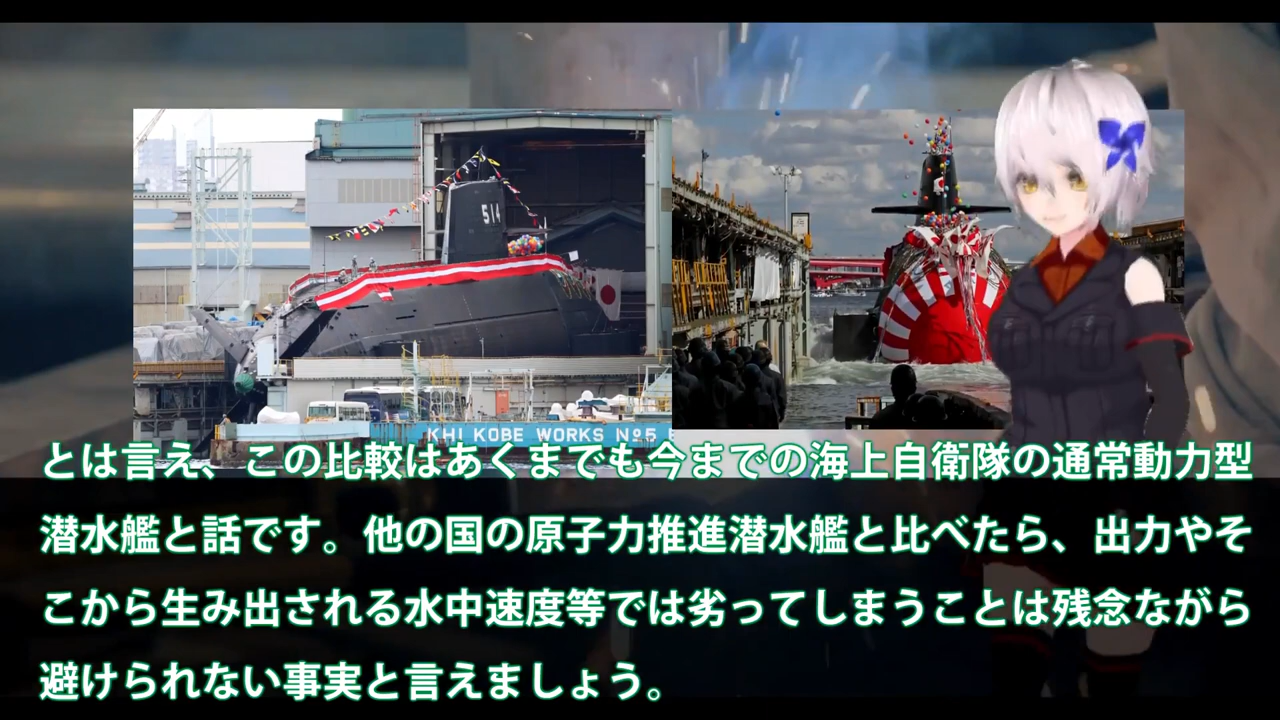 514
KHI KOBE WORKS No5
とは言え、この比較はあくまでも今までの海上自衛隊の通常動力型
潜水艦と話です。他の国の原子力推進潜水艦と比べたら、出力やそ
こから生み出される水中速度等では劣ってしまうことは残念ながら
避けられない事実と言えましょう。